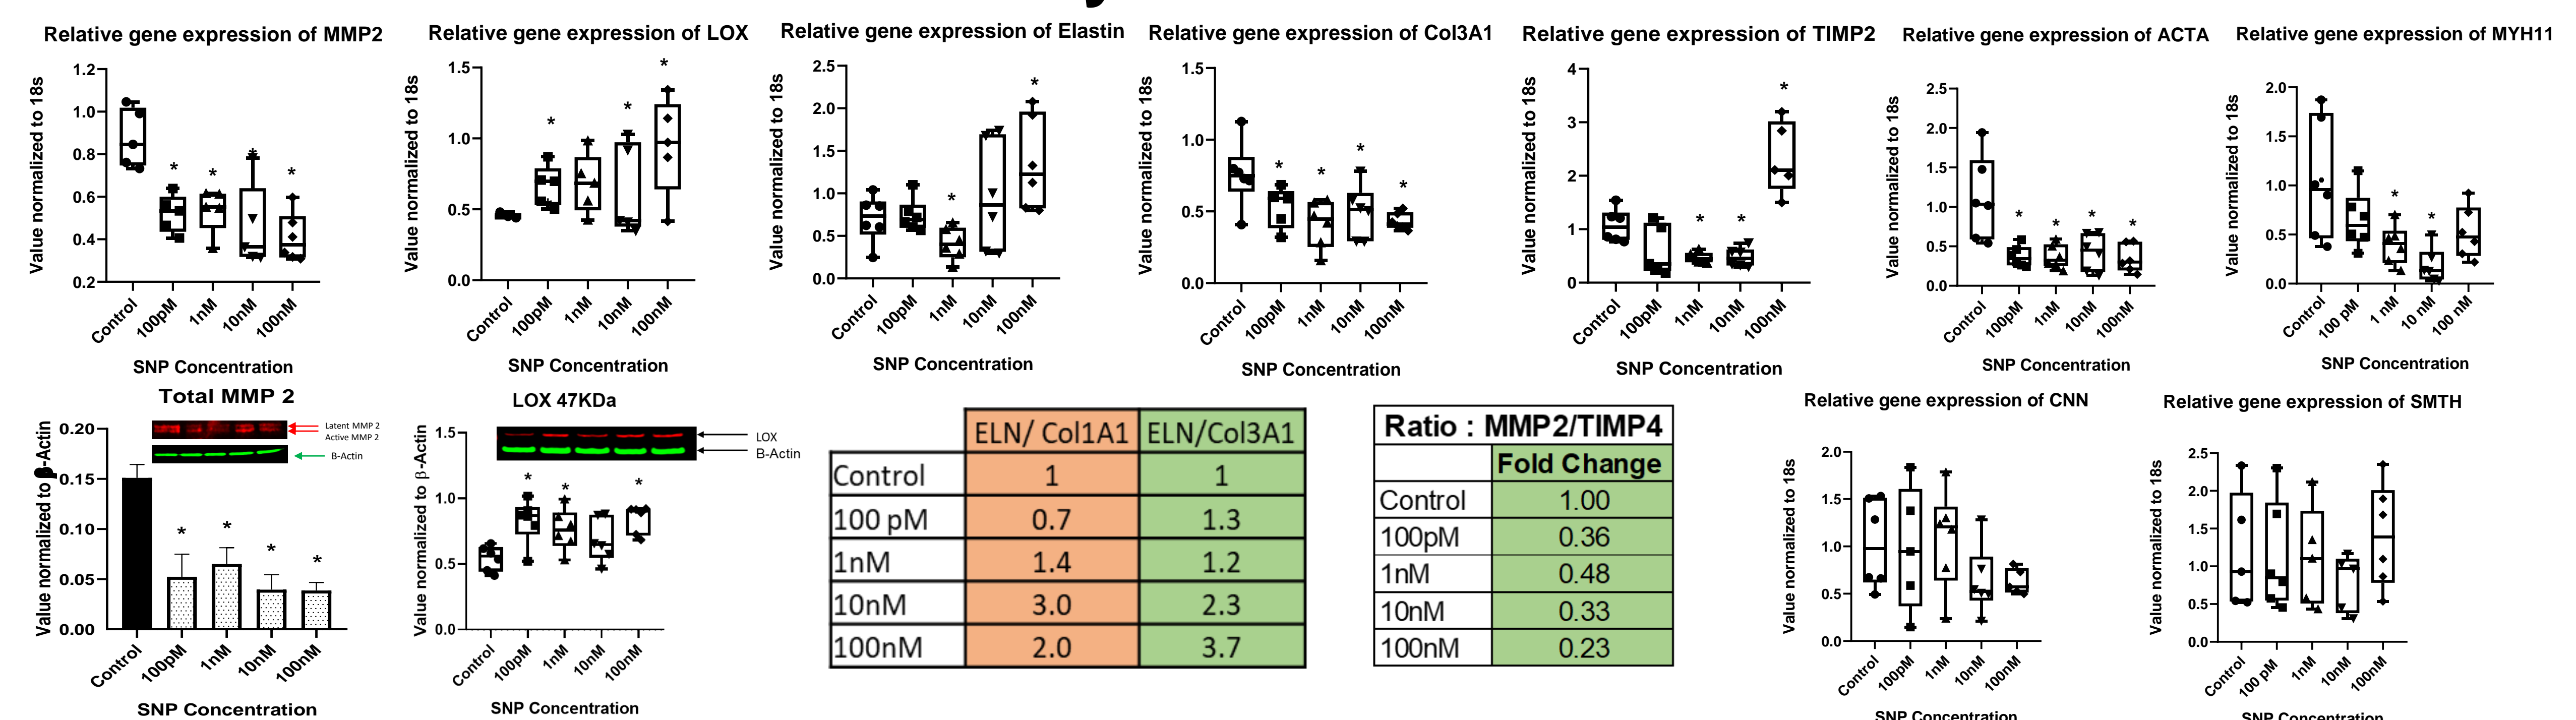 Relative gene expression of MMP2
Value normalized to 18s
1.2
1.0
0.8
0.6
0.4
0.2
* * * *
Control 100pM 1nM 10nM 100nM
SNP Concentration
Relative gene expression of LOX
Value normalized to 18s
1.5
1.0
0.5
0.0
* * *
Control 100pM 1nM 10nM 100nM
SNP Concentration
Relative gene expression of Elastin
Value normalized to 18s
2.5
2.0
1.5
1.0
0.5
0.0
* *
Control 100pM 1nM 10nM 100nM
SNP Concentration
Relative gene expression of Col3A1
Value normalized to 18s
1.5
1.0
0.5
0.0
* * * *
Control 100pM 1nM 10nM 100nM
SNP Concentration
Relative gene expression of TIMP2
Value normalized to 18s
4
3
2
1
0
* * *
Control 100pM 1nM 10nM 100nM
SNP Concentration
Relative gene expression of ACTA
Value normalized to 18s
2.5
2.0
1.5
1.0
0.5
0.0
* * * *
Control 100pM 1nM 10nM 100nM
SNP Concentration
Relative gene expression of MYH11
Value normalized to 18s
2.0
1.5
1.0
0.5
0.0
* *
Control 100 pM 1 nM 10 nM 100 nM
SNP Concentration
Total MMP 2
Value normalized to β-Actin
0.20
0.15
0.10
0.05
0.00
Latent MMP 2
Active MMP 2
B-Actin
* * * *
Control 100pM 1nM 10nM 100nM
SNP Concentration
LOX 47KDa
Value normalized to β-Actin
1.5
1.0
0.5
0.0
LOX
B-Actin
* * *
Control 100pM 1nM 10nM 100nM
SNP Concentration
ELN/ Col1A1 ELN/Col3A1
Control 1 1
100 pM 0.7 1.3
1nM 1.4 1.2
10nM 3.0 2.3
100nM 2.0 3.7
Ratio : MMP2/TIMP4
Fold Change
Control 1.00
100pM 0.36
1nM 0.48
10nM 0.33
100nM 0.23
Relative gene expression of CNN
Value normalized to 18s
2.0
1.5
1.0
0.5
0.0
Control 100pM 1nM 10nM 100nM
SNP Concentration
Relative gene expression of SMTH
Value normalized to 18s
2.5
2.0
1.5
1.0
0.5
0.0
Control 100 pM 1nM 10nM 100nM
SNP Concentration